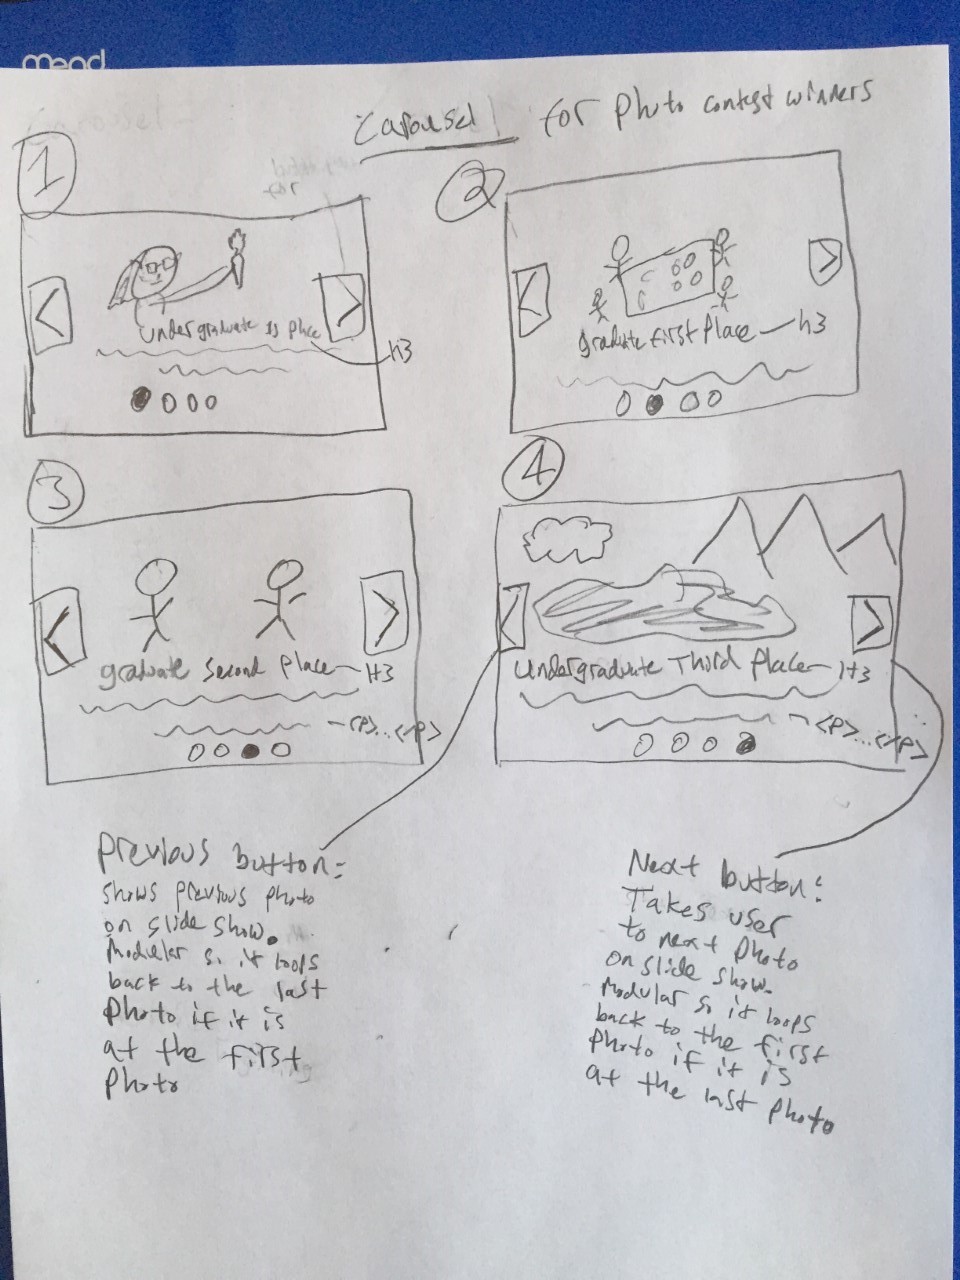 mead
Carousel for Photo contest winners
1
2
Undergraduate 1s place
h3
graduate First Place h3
3
4
graduate Second Place H3
<P>...</P>
Undergraduate Third place H3
<P>...</P>
Previous button:
Shows previous photo
on slide show.
Modular so it loops
back to the last
Photo if it is
at the first
Photo
Next button:
Takes user
to next photo
on slide show.
Modular so it loops
back to the first
Photo if it is
at the last photo